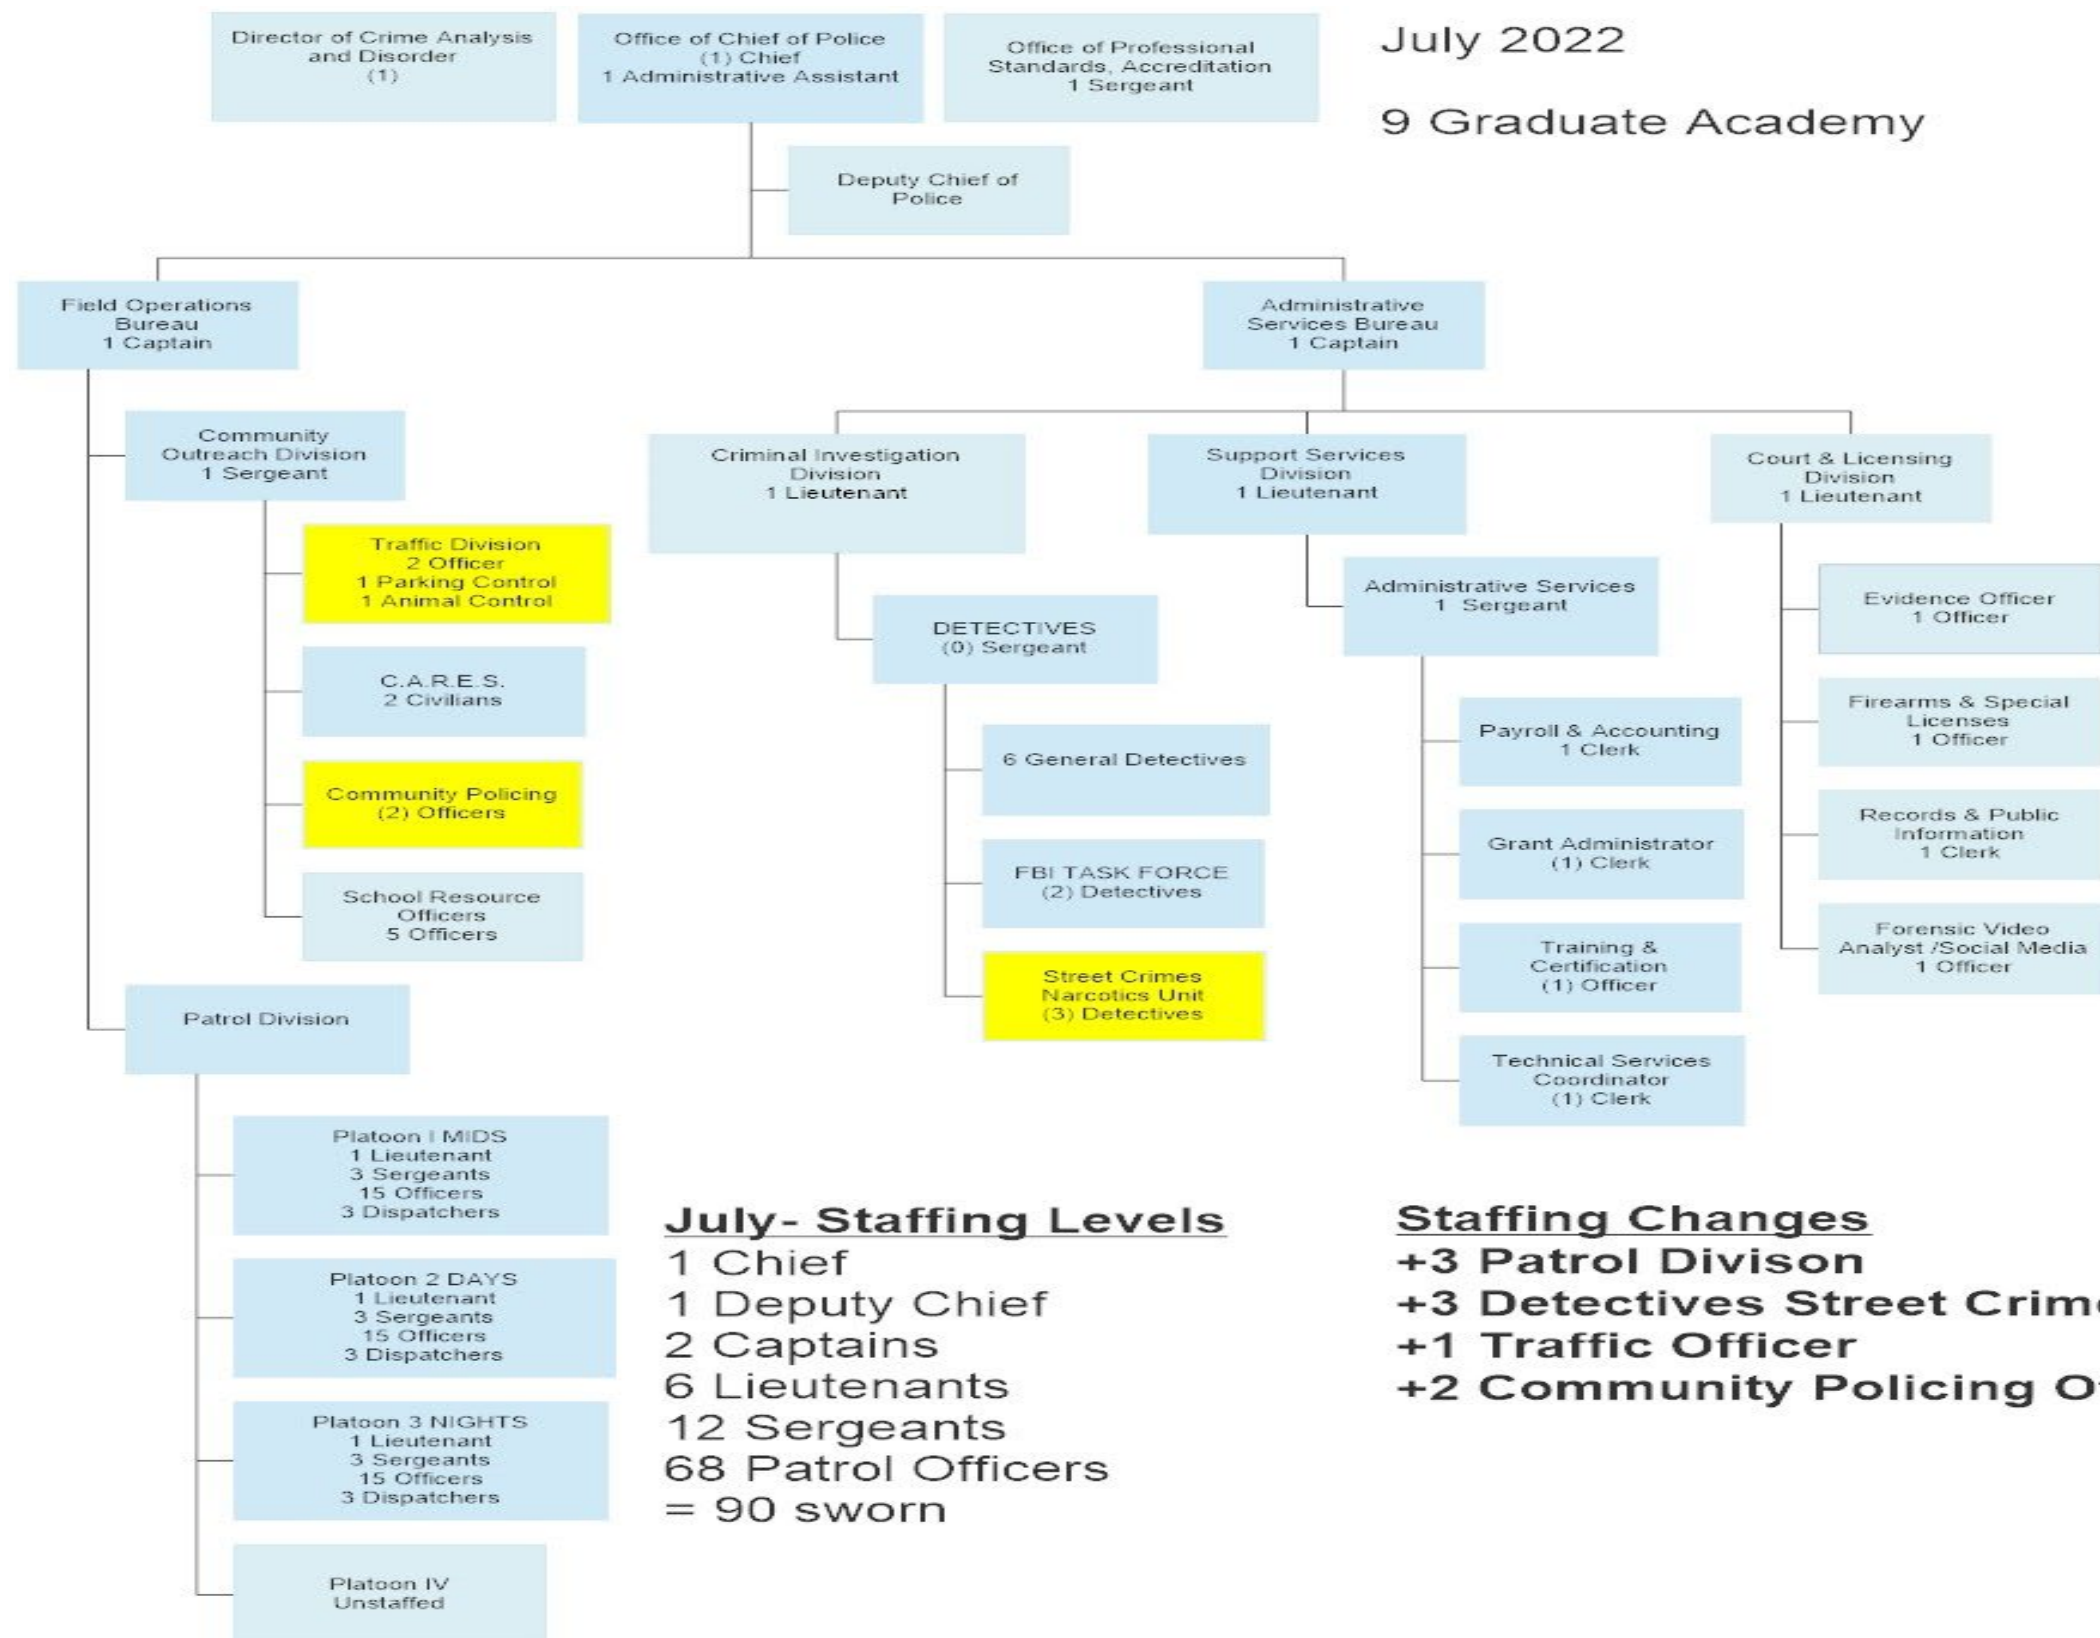 Director of Crime Analysis
and Disorder
(1)
Office of Chief of Police
(1) Chief
1 Administrative Assistant
Office of Professional
Standards, Accreditation
1 Sergeant
July 2022
9 Graduate Academy
Deputy Chief of
Police
Field Operations
Bureau
1 Captain
Administrative
Services Bureau
1 Captain
Community
Outreach Division
1 Sergeant
Traffic Division
2 Officer
1 Parking Control
1 Animal Control
C.A.R.E.S.
2 Civilians
Community Policing
(2) Officers
School Resource
Officers
5 Officers
Patrol Division
Platoon I MIDS
1 Lieutenant
3 Sergeants
15 Officers
3 Dispatchers
Platoon 2 DAYS
1 Lieutenant
3 Sergeants
15 Officers
3 Dispatchers
Platoon 3 NIGHTS
1 Lieutenant
3 Sergeants
15 Officers
3 Dispatchers
Platoon IV
Unstaffed
Criminal Investigation
Division
1 Lieutenant
DETECTIVES
(0) Sergeant
6 General Detectives
FBI TASK FORCE
(2) Detectives
Street Crimes
Narcotics Unit
(3) Detectives
Support Services
Division
1 Lieutenant
Administrative Services
1 Sergeant
Payroll & Accounting
1 Clerk
Grant Administrator
(1) Clerk
Training &
Certification
(1) Officer
Technical Services
Coordinator
(1) Clerk
Court & Licensing
Division
1 Lieutenant
Evidence Officer
1 Officer
Firearms & Special
Licenses
1 Officer
Records & Public
Information
1 Clerk
Forensic Video
Analyst /Social Media
1 Officer
July- Staffing Levels
1 Chief
1 Deputy Chief
2 Captains
6 Lieutenants
12 Sergeants
68 Patrol Officers
= 90 sworn
Staffing Changes
+3 Patrol Divison
+3 Detectives Street
+1 Traffic Officer
+2 Community Policing